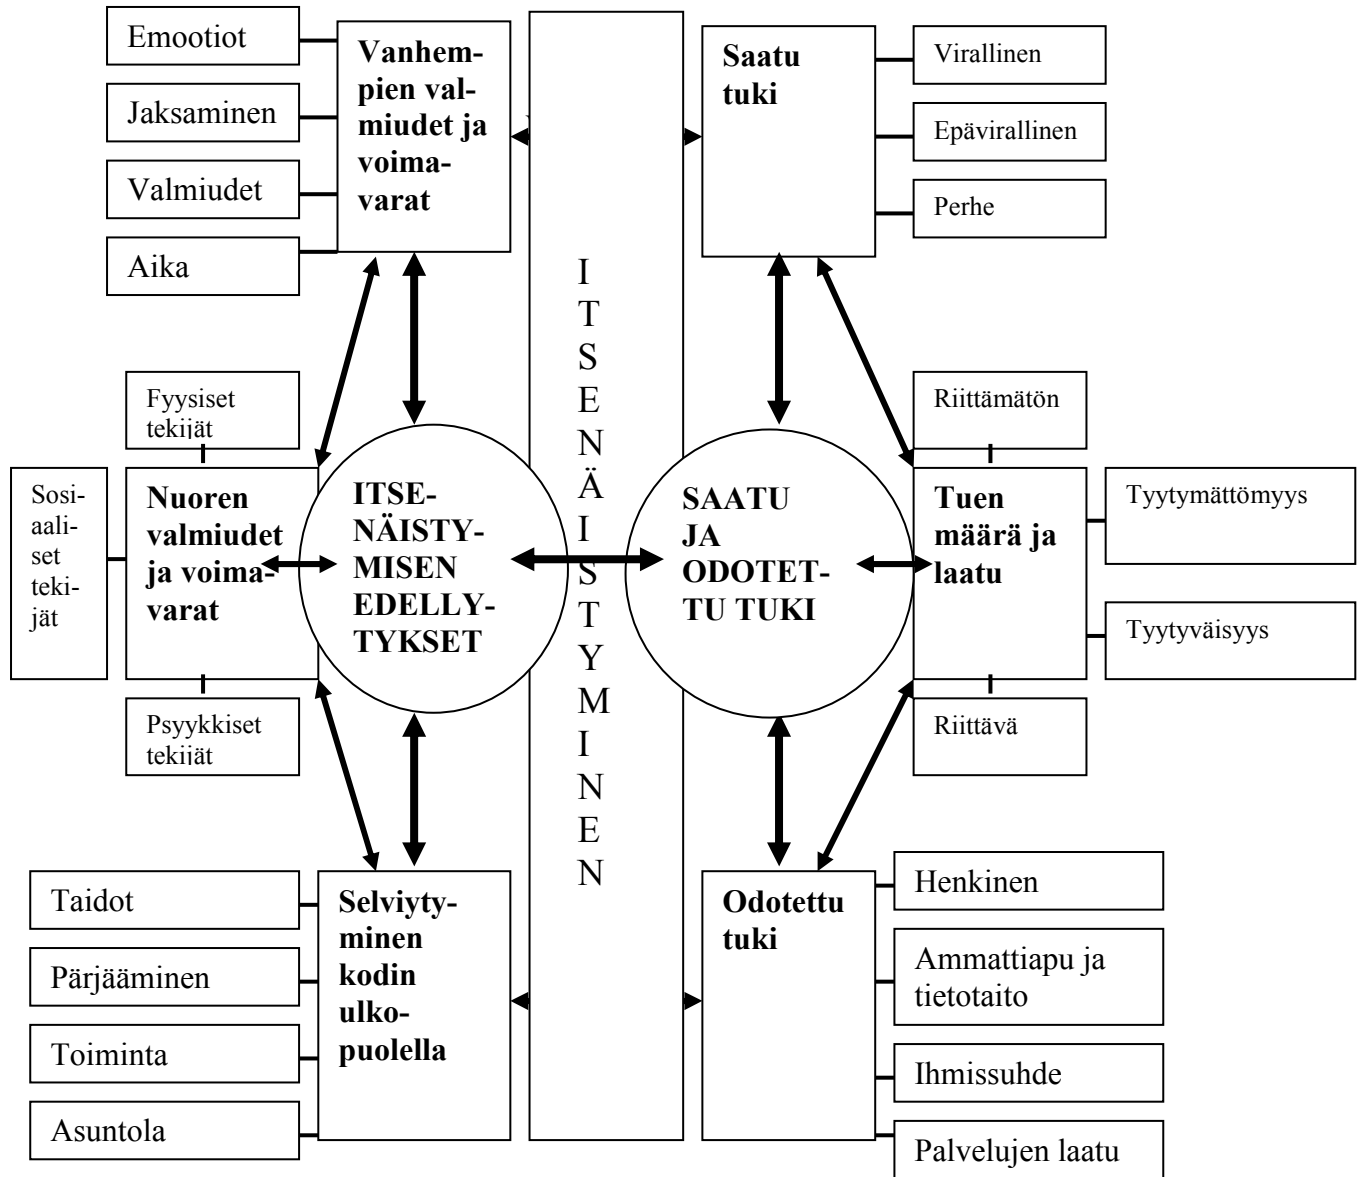 Emootiot
Jaksaminen
Valmiudet
Aika
Vanhem-
pien val-
miudet ja
voima-
varat
Saatu
tuki
Virallinen
Epävirallinen
Perhe
I
T
S
E
N
Ä
I
S
T
Y
M
I
N
E
N
Fyysiset
tekijät
Sosi-
aali-
set
teki-
jät
Nuoren
valmiudet
ja voima-
varat
Psyykkiset
tekijät
ITSE-
NÄISTY-
MISEN
EDELLY-
TYKSET
SAATU
JA
ODOTET-
TU TUKI
Riittämätön
Tuen
määrä ja
laatu
Riittävä
Tyytymättömyys
Tyytyväisyys
Taidot
Pärjääminen
Toiminta
Asuntola
Selviyty-
minen
kodin
ulko-
puolella
Odotettu
tuki
Henkinen
Ammattiapu ja
tietotaito
Ihmissuhde
Palvelujen laatu